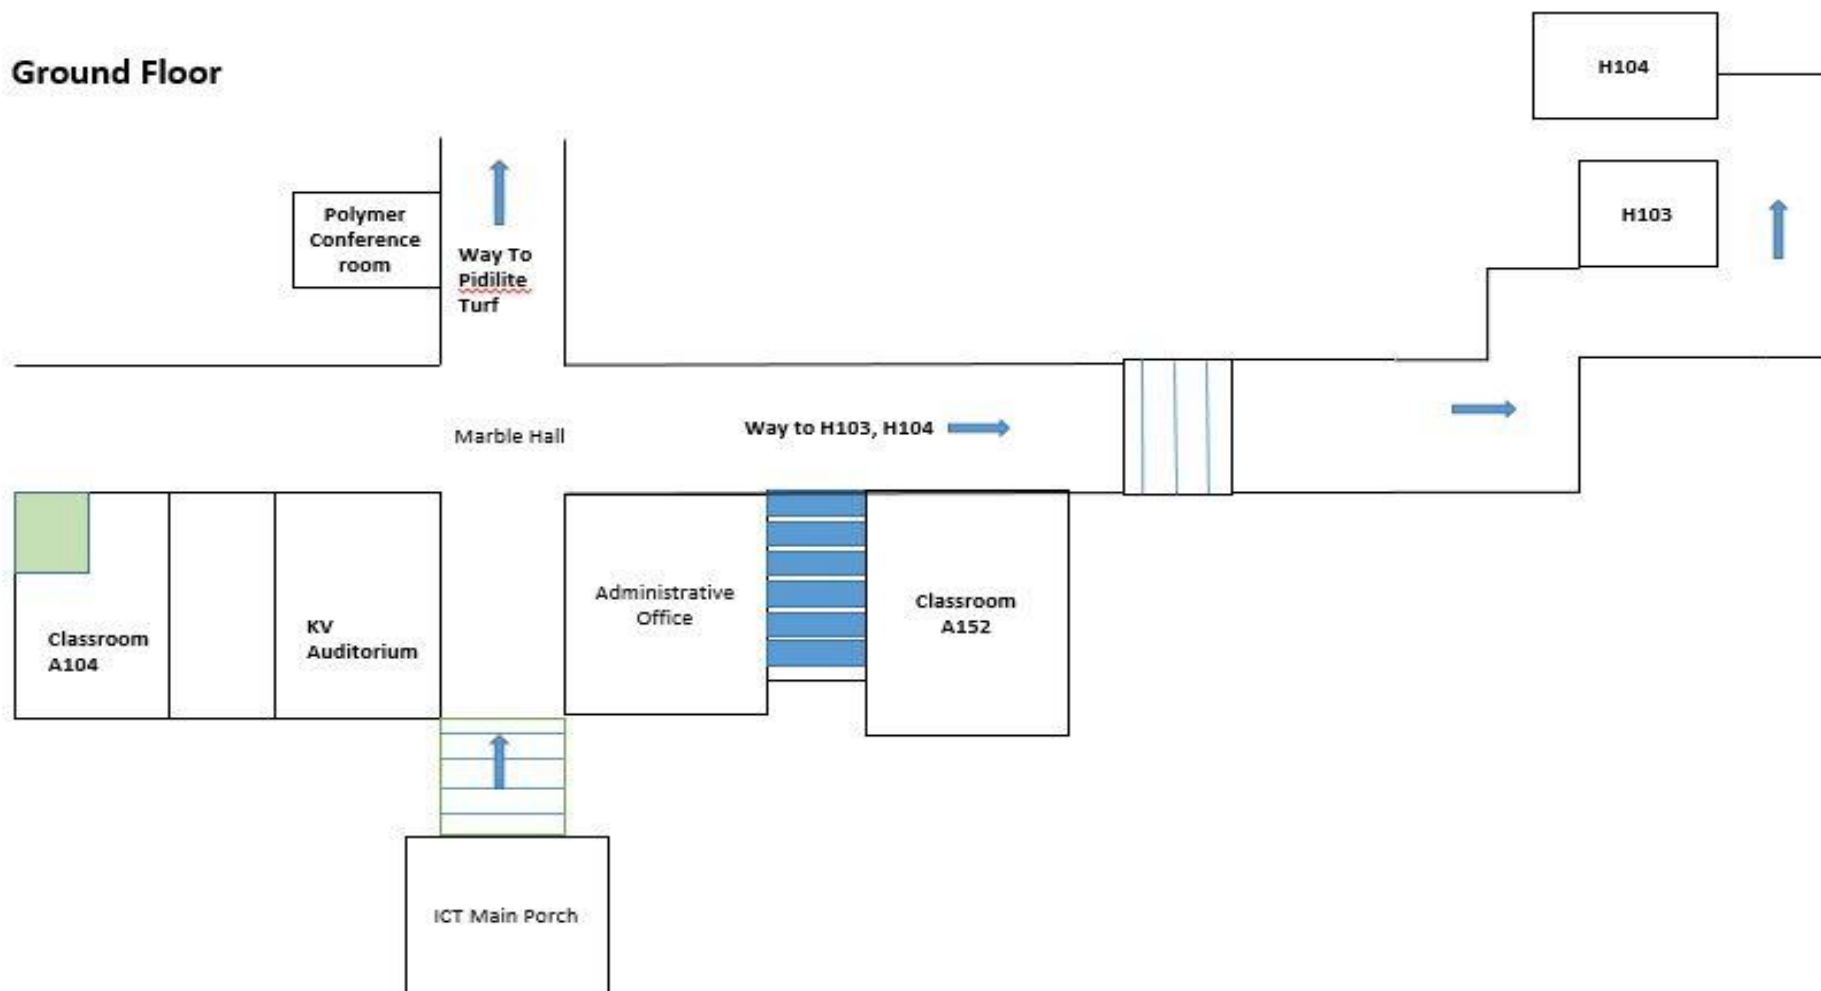 Ground Floor
H104
H103
Polymer
Conference
room
Way To
Pidilite
Turf
Marble Hall
Way to H103, H104
Classroom
A104
KV
Auditorium
Administrative
Office
Classroom
A152
ICT Main Porch